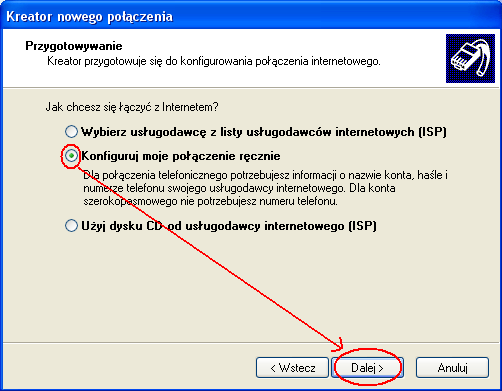 Kreator nowego połączenia
Przygotowywanie
Kreator przygotowuje się do konfigurowania połączenia internetowego.
Jak chcesz się łączyć z Internetem?
Wybierz usługodawcę z listy usługodawców internetowych (ISP)
Konfiguruj moje połączenie ręcznie
Dla połączenia telefonicznego potrzebujesz informacji o nazwie konta, haśle i
numerze telefonu swojego usługodawcy internetowego. Dla konta
szerokopasmowego nie potrzebujesz numeru telefonu.
Użyj dysku CD od usługodawcy internetowego (ISP)
< Wstecz
Dalej >
Anuluj